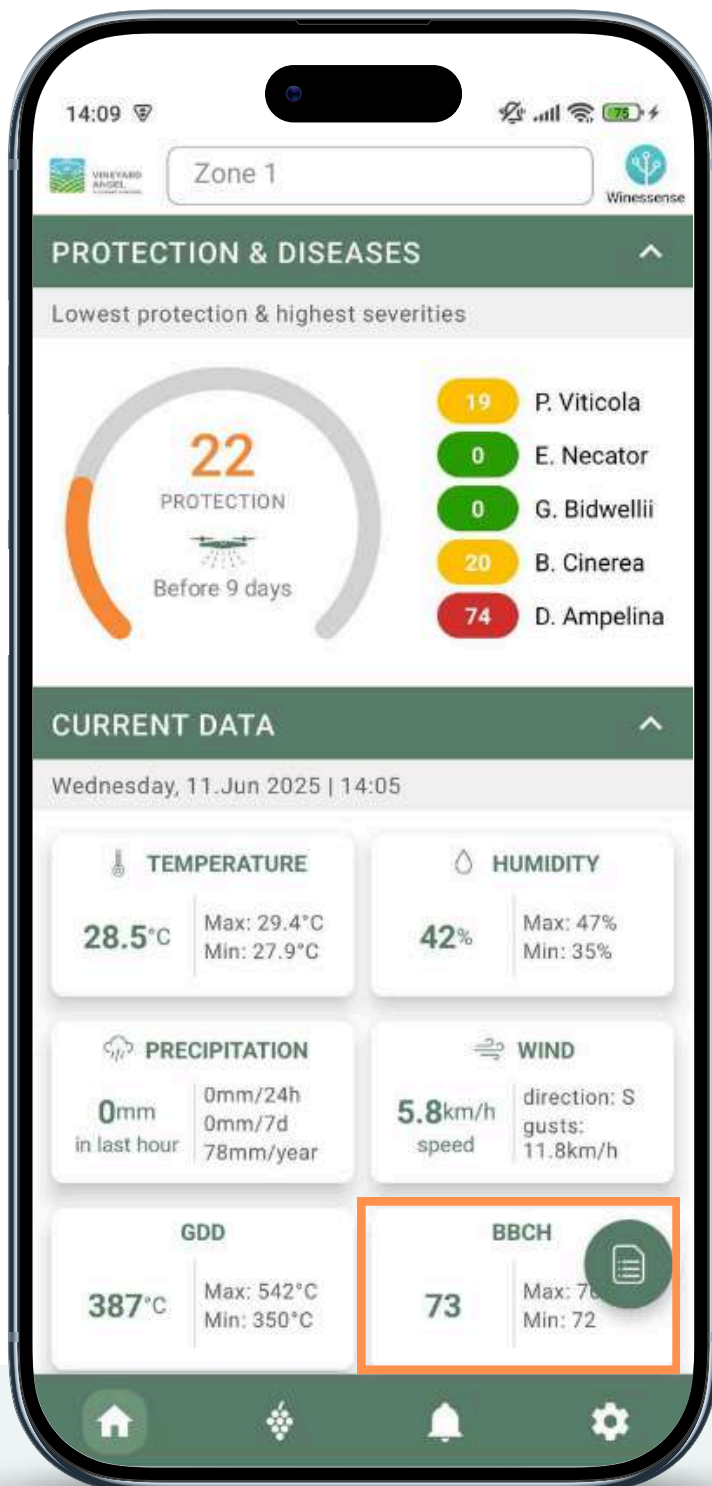 14:09
75
VINEYARD
ANGEL
Zone 1
Winessense
PROTECTION & DISEASES
Lowest protection & highest severities
22
PROTECTION
Before 9 days
19 P. Viticola
0 E. Necator
0 G. Bidwellii
20 B. Cinerea
74 D. Ampelina
CURRENT DATA
Wednesday, 11.Jun 2025 | 14:05
TEMPERATURE
28.5°C
Max: 29.4°C
Min: 27.9°C
HUMIDITY
42%
Max: 47%
Min: 35%
PRECIPITATION
0mm
in last hour
0mm/24h
0mm/7d
78mm/year
WIND
5.8km/h
speed
direction: S
gusts:
11.8km/h
GDD
387°C
Max: 542°C
Min: 350°C
BBCH
73
Max:
Min: 72